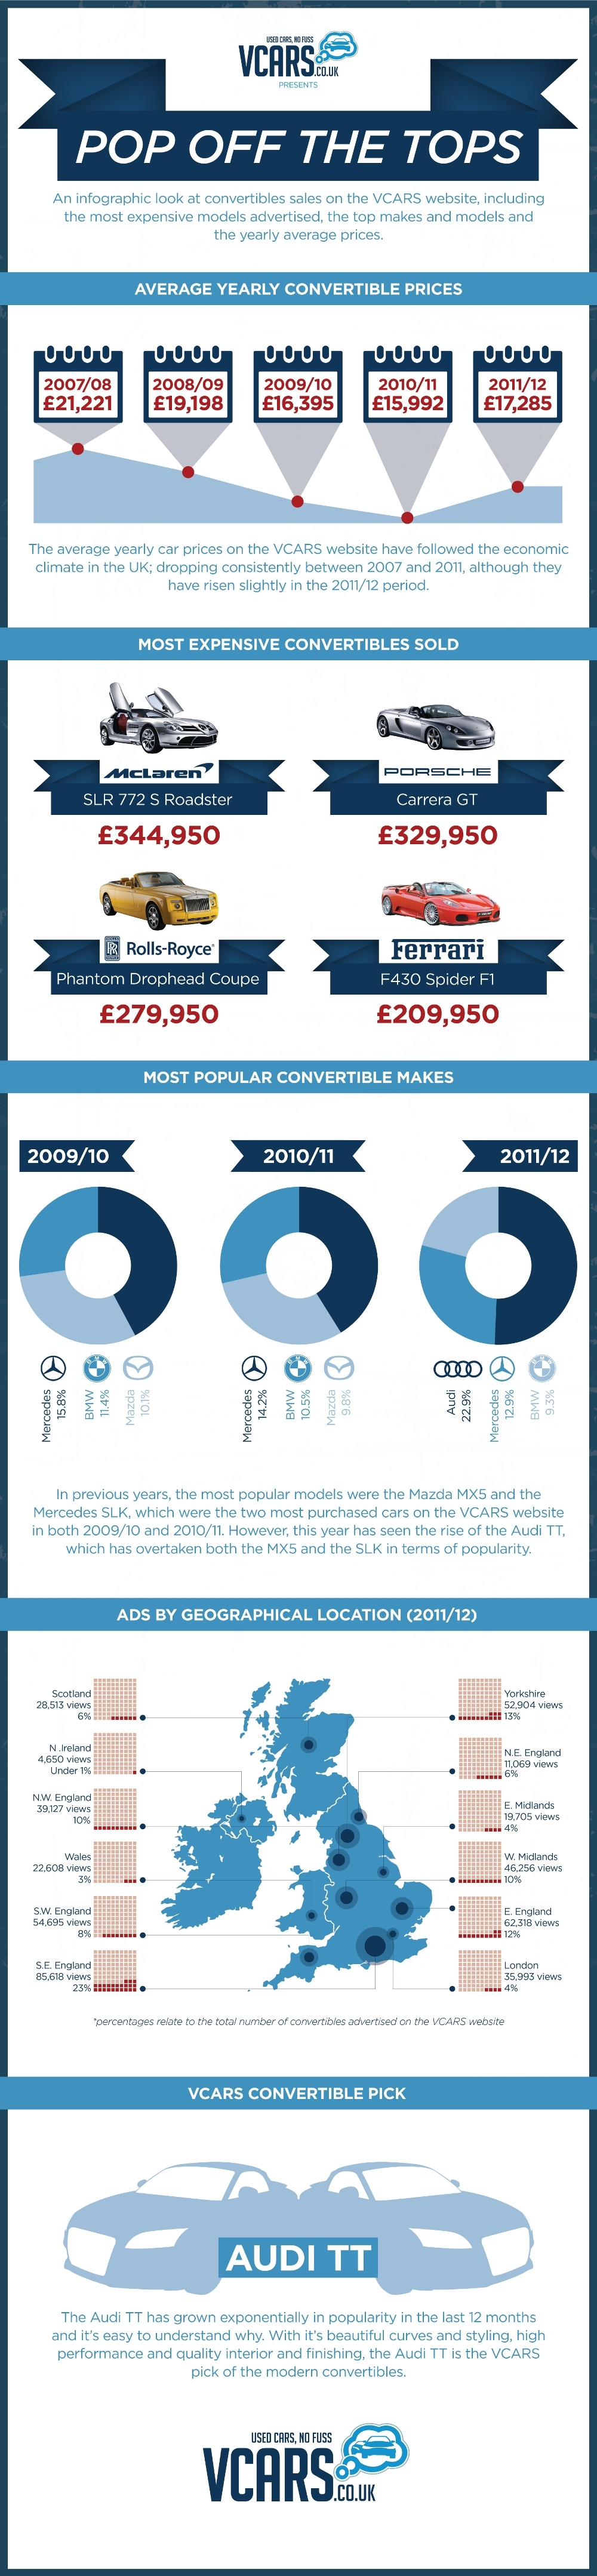 USED CARS, NO FUSS
VCARS.CO.UK
PRESENTS
POP OFF THE TOPS
An infographic look at convertibles sales on the VCARS website, including
the most expensive models advertised, the top makes and models and
the yearly average prices.
AVERAGE YEARLY CONVERTIBLE PRICES
2007/08
£21,221
2008/09
£19,198
2009/10
£16,395
2010/11
£15,992
2011/12
£17,285
The average yearly car prices on the VCARS website have followed the economic
climate in the UK; dropping consistently between 2007 and 2011, although they
have risen slightly in the 2011/12 period.
MOST EXPENSIVE CONVERTIBLES SOLD
McLaren
SLR 772 S Roadster
£344,950
PORSCHE
Carrera GT
£329,950
Rolls-Royce
Phantom Drophead Coupe
£279,950
Ferrari
F430 Spider F1
£209,950
MOST POPULAR CONVERTIBLE MAKES
2009/10
2010/11
2011/12
Mercedes
15.8%
BMW
11.4%
Mazda
10.1%
Mercedes
14.2%
BMW
10.5%
Mazda
9.8%
Audi
22.9%
Mercedes
12.9%
BMW
9.3%
In previous years, the most popular models were the Mazda MX5 and the
Mercedes SLK, which were the two most purchased cars on the VCARS website
in both 2009/10 and 2010/11. However, this year has seen the rise of the Audi TT,
which has overtaken both the MX5 and the SLK in terms of popularity.
ADS BY GEOGRAPHICAL LOCATION (2011/12)
Scotland
28,513 views
6%
N .Ireland
4,650 views
Under 1%
N.W. England
39,127 views
10%
Wales
22,608 views
3%
S.W. England
54,695 views
8%
S.E. England
85,618 views
23%
Yorkshire
52,904 views
13%
N.E. England
11,069 views
6%
E. Midlands
19,705 views
4%
W. Midlands
46,256 views
10%
E. England
62,318 views
12%
London
35,993 views
4%
*percentages relate to the total number of convertibles advertised on the VCARS website
VCARS CONVERTIBLE PICK
AUDI TT
The Audi TT has grown exponentially in popularity in the last 12 months
and it's easy to understand why. With it's beautiful curves and styling, high
performance and quality interior and finishing, the Audi TT is the VCARS
pick of the modern convertibles.
USED CARS, NO FUSS
VCARS.CO.UK